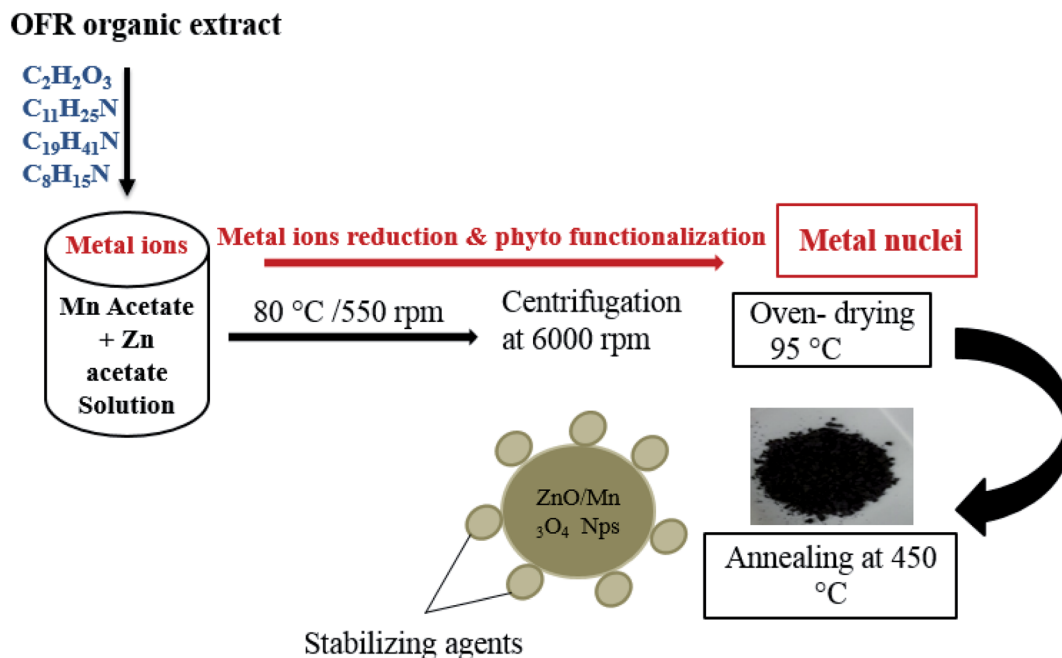 OFR organic extract
C₂H₂O₃
C₁₁H₂₅N
C₁₉H₄₁N
C₈H₁₅N
Metal ions
Metal ions reduction & phyto functionalization
Metal nuclei
Mn Acetate
+ Zn
acetate
Solution
80 °C /550 rpm
Centrifugation
at 6000 rpm
Oven- drying
95 °C
ZnO/Mn
₃O₄ Nps
Annealing at 450
°C
Stabilizing agents